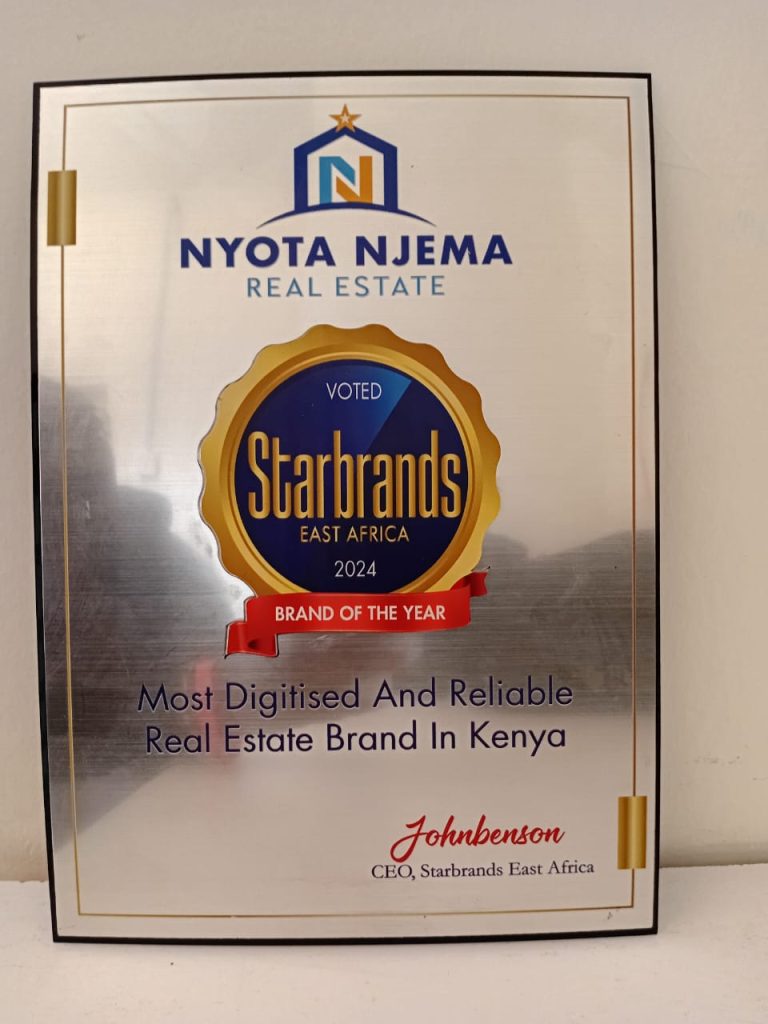 N
NYOTA NJEMA
REAL ESTATE
VOTED
Starbrands
EAST AFRICA
2024
BRAND OF THE YEAR
Most Digitised And Reliable
Real Estate Brand In Kenya
Johnbenson
CEO, Starbrands East Africa